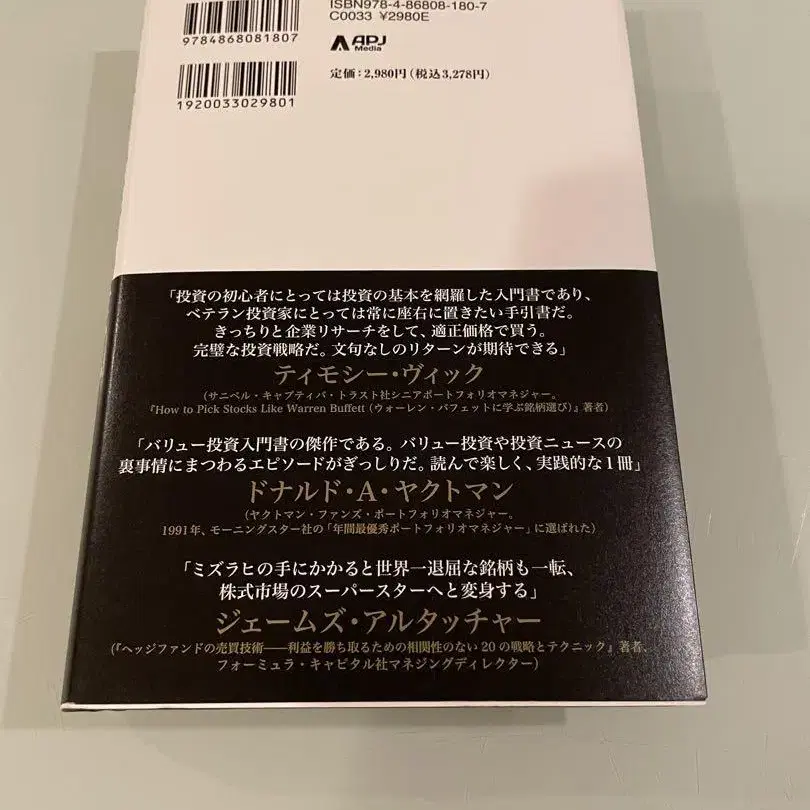 ISBN978-4-86808-180-7
C0033 ¥2980E
9784868081807
APJ
Media
定価：2,980円（税込3,278円）
1920033029801
「投資の初心者にとっては投資の基本を網羅した入門書であり、
ベテラン投資家にとっては常に座右に置きたい手引書だ。
きっちりと企業リサーチをして、適正価格で買う。
完璧な投資戦略だ。文句なしのリターンが期待できる」
ティモシー・ヴィック
（サニベル・キャプティバ・トラスト社シニアポートフォリオマネジャー。
『How to Pick Stocks Like Warren Buffett（ウォーレン・バフェットに学ぶ銘柄選び）』著者）
「バリュー投資入門書の傑作である。バリュー投資や投資ニュースの
裏事情にまつわるエピソードがぎっしりだ。読んで楽しく、実践的な1冊」
ドナルド・A・ヤクトマン
（ヤクトマン・ファンズ・ポートフォリオマネジャー。
1991年、モーニングスター社の「年間最優秀ポートフォリオマネジャー」に選ばれた）
「ミズラヒの手にかかると世界一退屈な銘柄も一転、
株式市場のスーパースターへと変身する」
ジェームズ・アルタッチャー
（『ヘッジファンドの売買技術――利益を勝ち取るための相関性のない20の戦略とテクニック』著者、
フォーミュラ・キャピタル社マネジングディレクター）